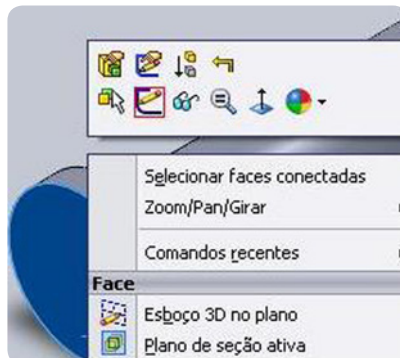 Selecionar faces conectadas
Zoom/Pan/Girar
Comandos recentes
Face
Esboço 3D no plano
Plano de seção ativa